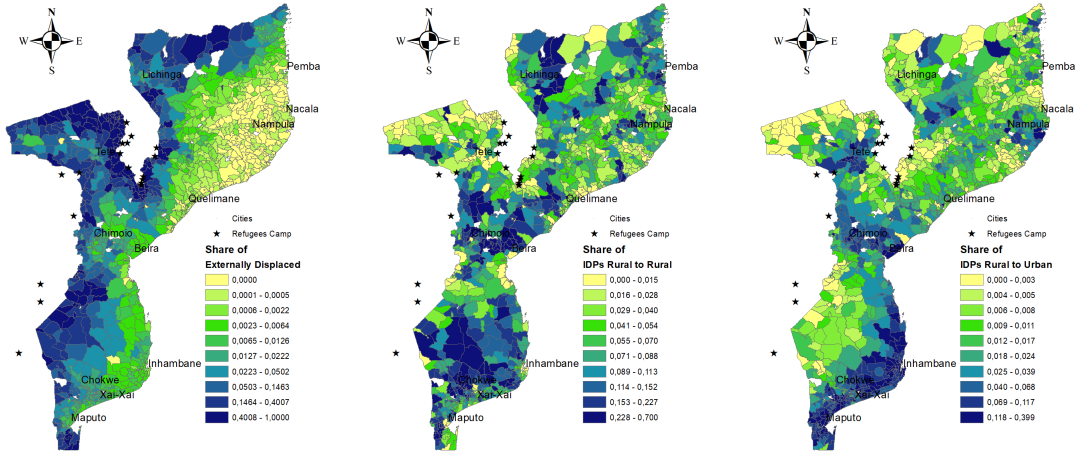 N
W E
S
Lichinga
Pemba
Nacala
Nampula
Tete
Quelimane
Chimoio
Beira
Inhambane
Chokwe
Xai-Xai
Maputo
Cities
Refugees Camp
Share of
Externally Displaced
0,0000
0,0001 - 0,0005
0,0006 - 0,0022
0,0023 - 0,0064
0,0065 - 0,0126
0,0127 - 0,0222
0,0223 - 0,0502
0,0503 - 0,1463
0,1464 - 0,4007
0,4008 - 1,0000
N
W E
S
Lichinga
Pemba
Nacala
Nampula
Tete
Quelimane
Chimoio
Beira
Inhambane
Chokwe
Xai-Xai
Maputo
Cities
Refugees Camp
Share of
IDPs Rural to Rural
0,000 - 0,015
0,016 - 0,028
0,029 - 0,040
0,041 - 0,054
0,055 - 0,070
0,071 - 0,088
0,089 - 0,113
0,114 - 0,152
0,153 - 0,227
0,228 - 0,700
N
W E
S
Lichinga
Pemba
Nacala
Nampula
Tete
Quelimane
Chimoio
Beira
Inhambane
Chokwe
Xai-Xai
Maputo
Cities
Refugees Camp
Share of
IDPs Rural to Urban
0,000 - 0,003
0,004 - 0,005
0,006 - 0,008
0,009 - 0,011
0,012 - 0,017
0,018 - 0,024
0,025 - 0,039
0,040 - 0,068
0,069 - 0,117
0,118 - 0,399